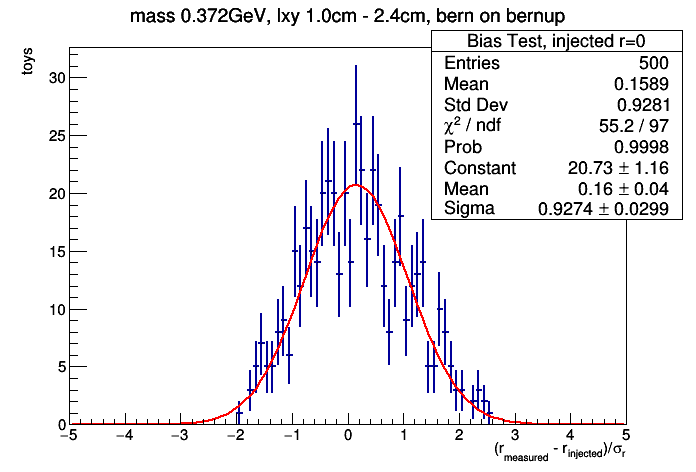 mass 0.372GeV, lxy 1.0cm - 2.4cm, bern on bernup
toys
Bias Test, injected r=0
Entries 500
Mean 0.1589
Std Dev 0.9281
χ² / ndf 55.2 / 97
Prob 0.9998
Constant 20.73 ± 1.16
Mean 0.16 ± 0.04
Sigma 0.9274 ± 0.0299
30
25
20
15
10
5
0
−5 −4 −3 −2 −1 0 1 2 3 4 5
(r_measured - r_injected)/σ_r